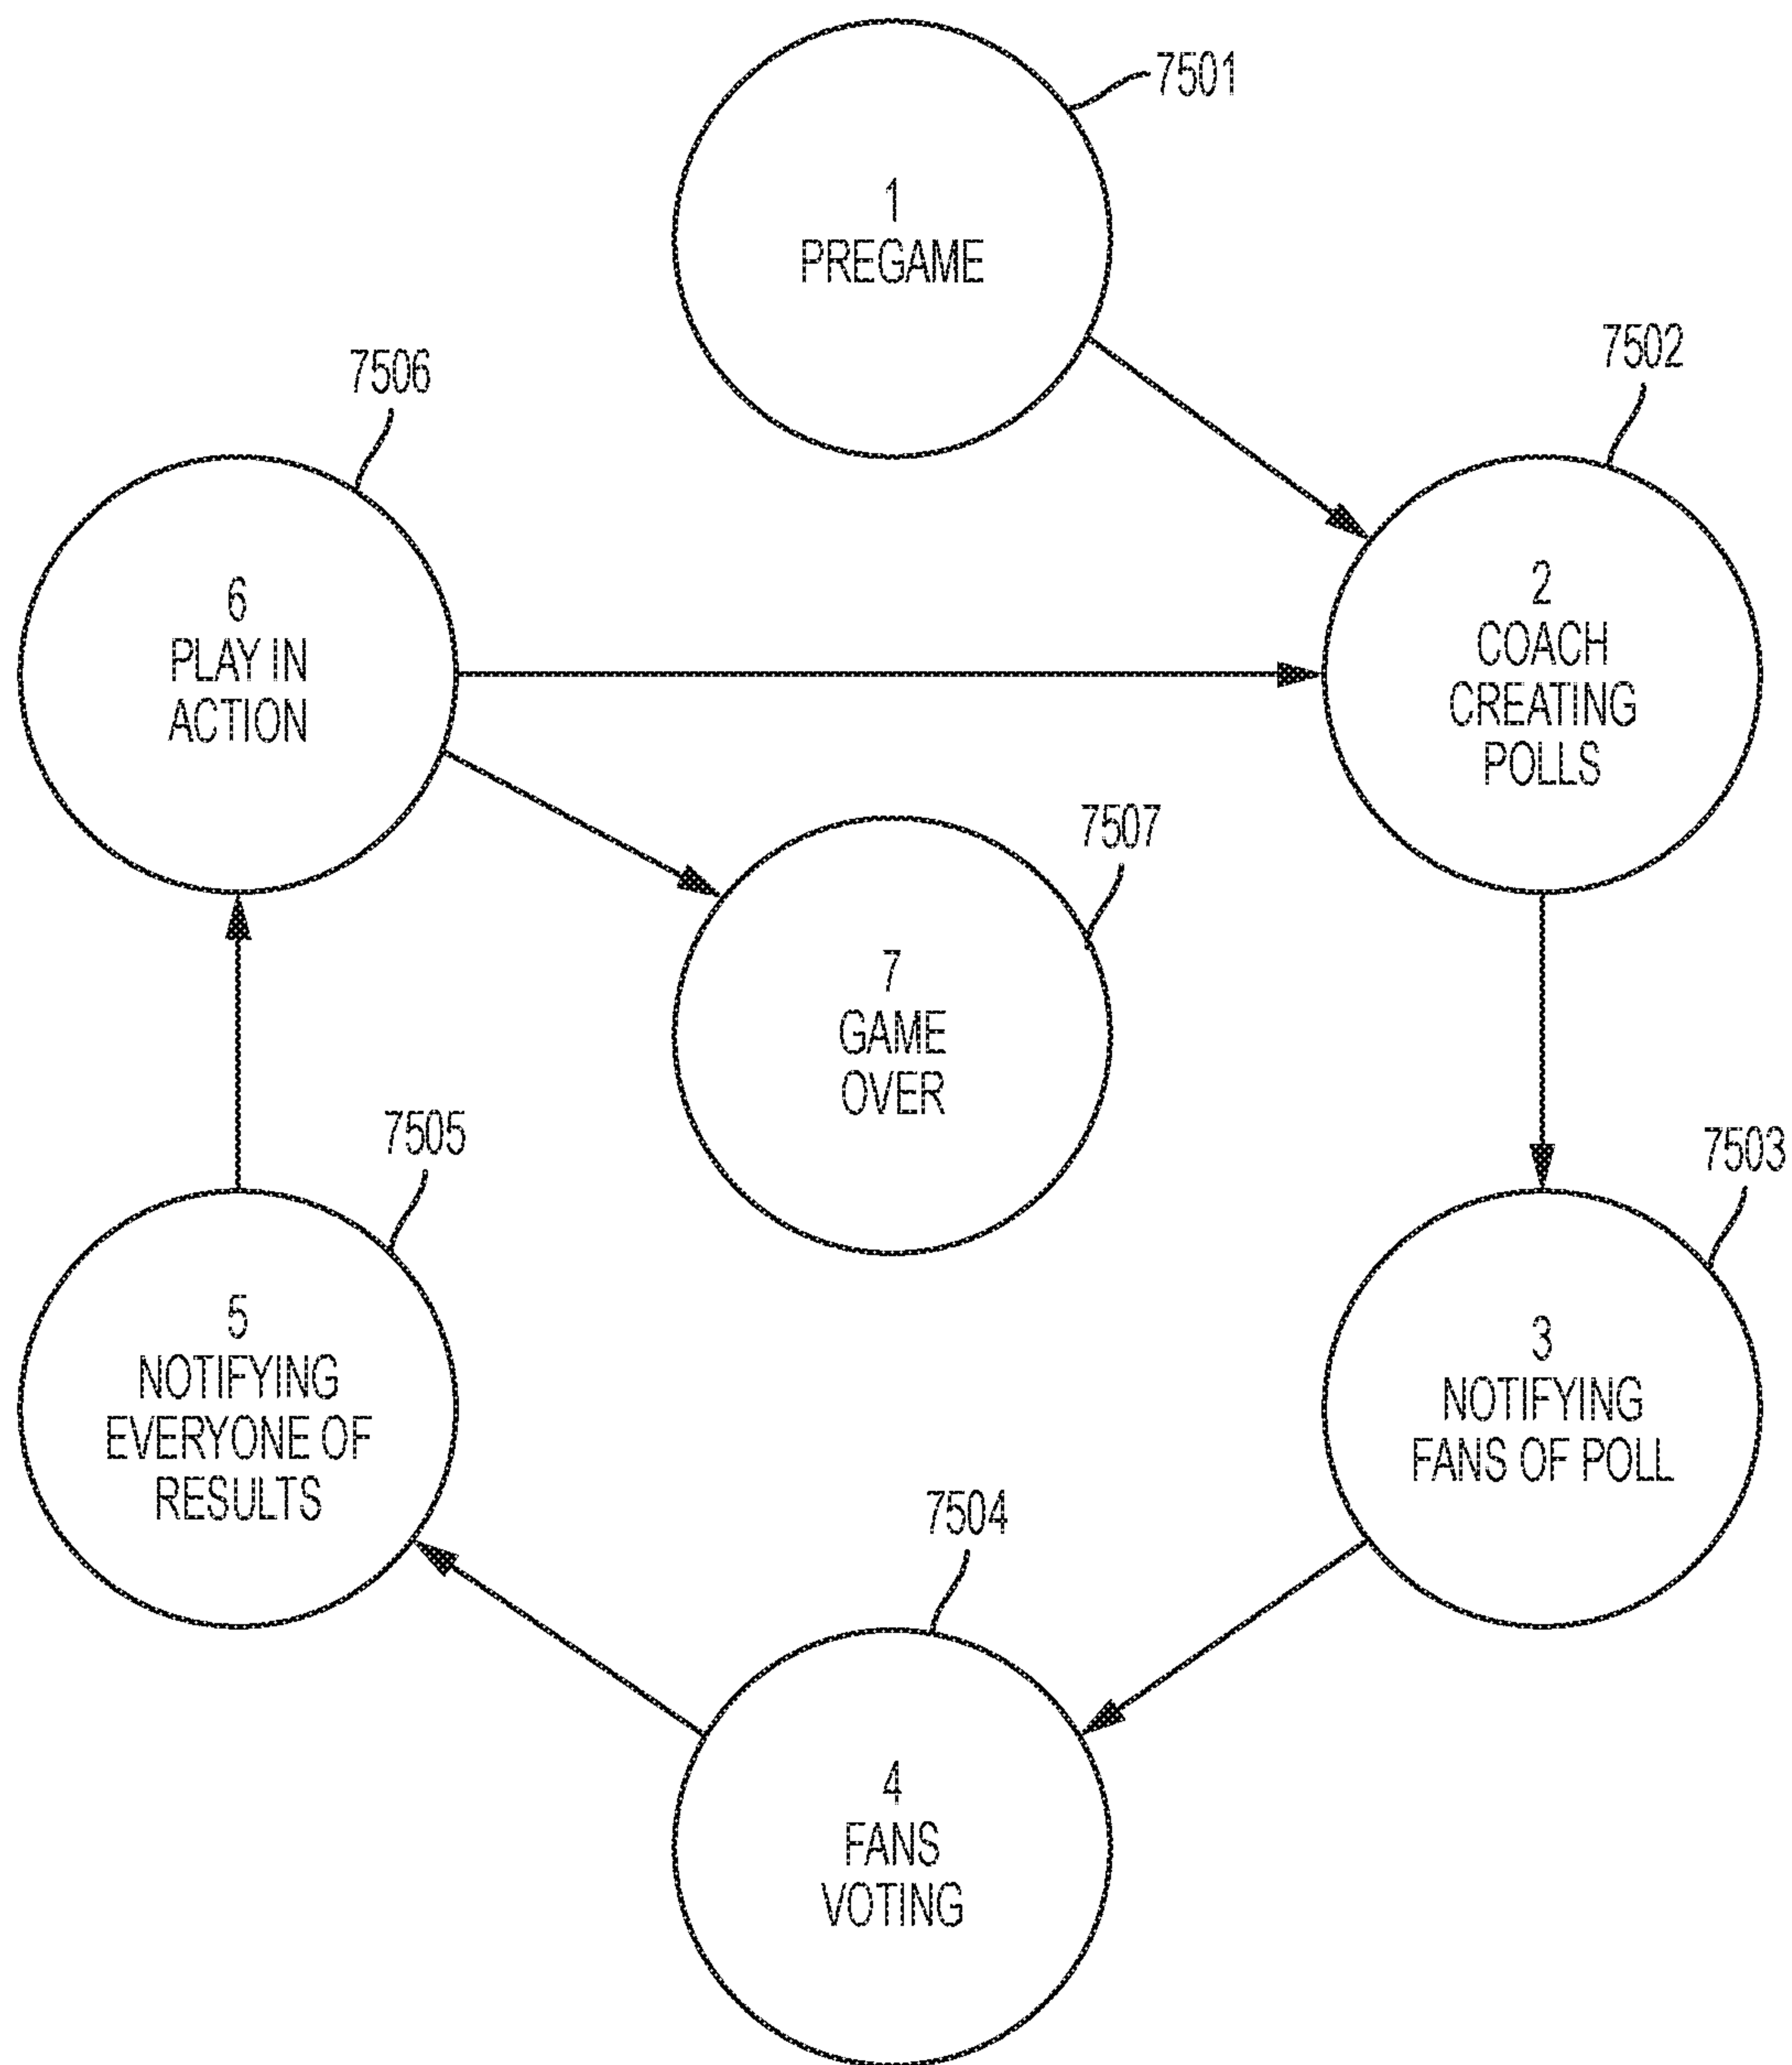 7501
1
PREGAME
7502
2
COACH
CREATING
POLLS
7506
6
PLAY IN
ACTION
7507
7
GAME
OVER
7503
3
NOTIFYING
FANS OF POLL
7505
5
NOTIFYING
EVERYONE OF
RESULTS
7504
4
FANS
VOTING